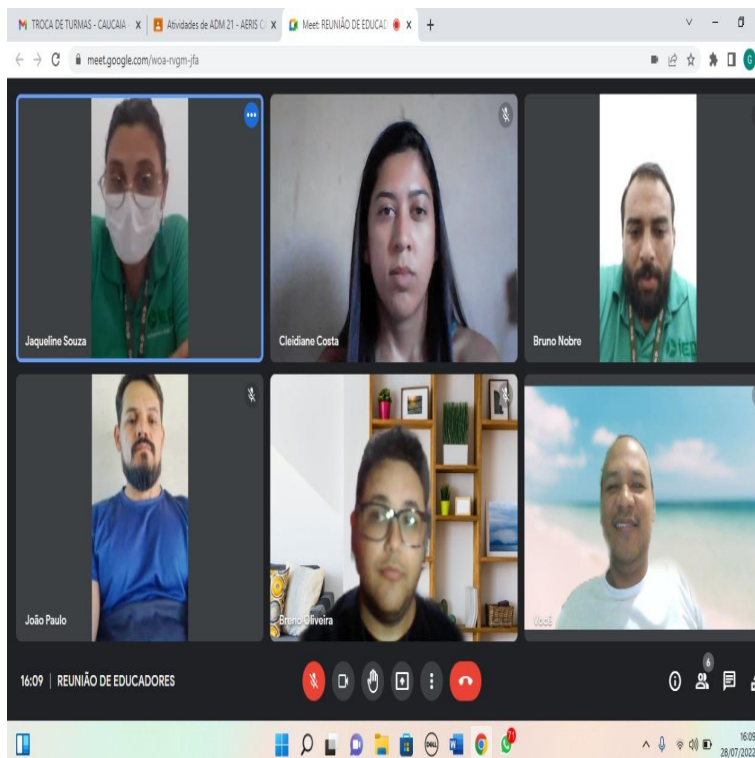 TROCA DE TURMAS - CAUCAIA -
Atividades de ADM 21 - AERIS C
Meet: REUNIÃO DE EDUCAD
meet.google.com/woa-rvgm-jfa
G
Jaqueline Souza
Cleidiane Costa
Bruno Nobre
João Paulo
Breno Oliveira
Você
16:09 | REUNIÃO DE EDUCADORES
6
DELL
71
16:09
28/07/2022